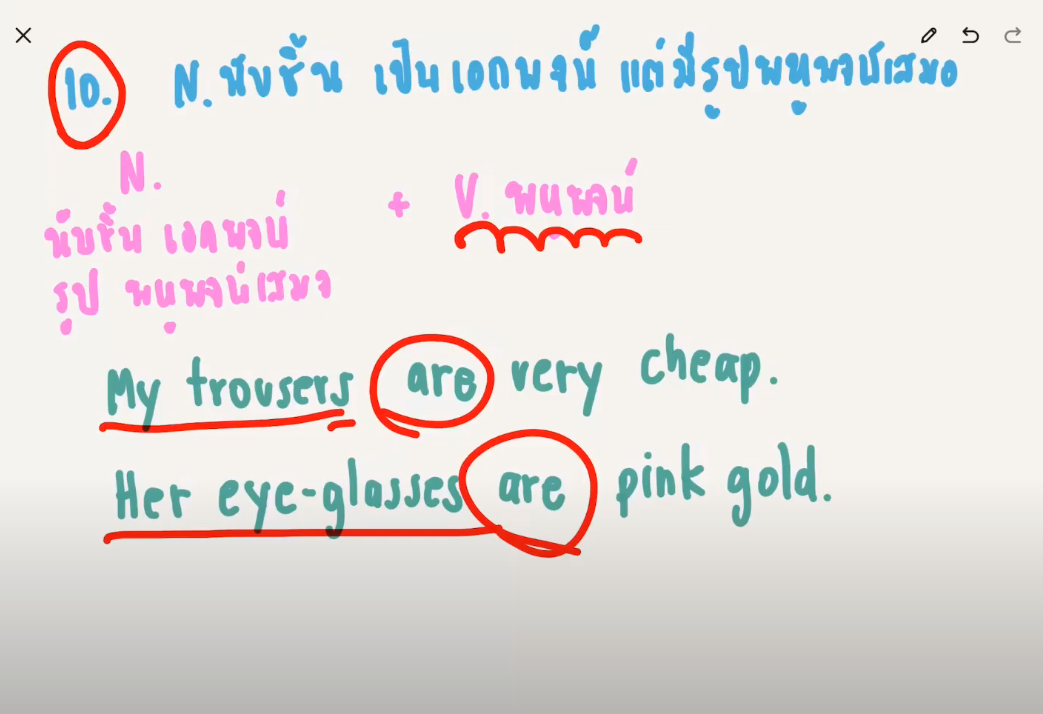 10. N. นับชิ้น เป็นเอกพจน์ แต่มีรูปพหูพจน์เสมอ
N.
นับชิ้น เอกพจน์ + V. พหูพจน์
รูป พหูพจน์เสมอ
My trousers are very cheap.
Her eye-glasses are pink gold.